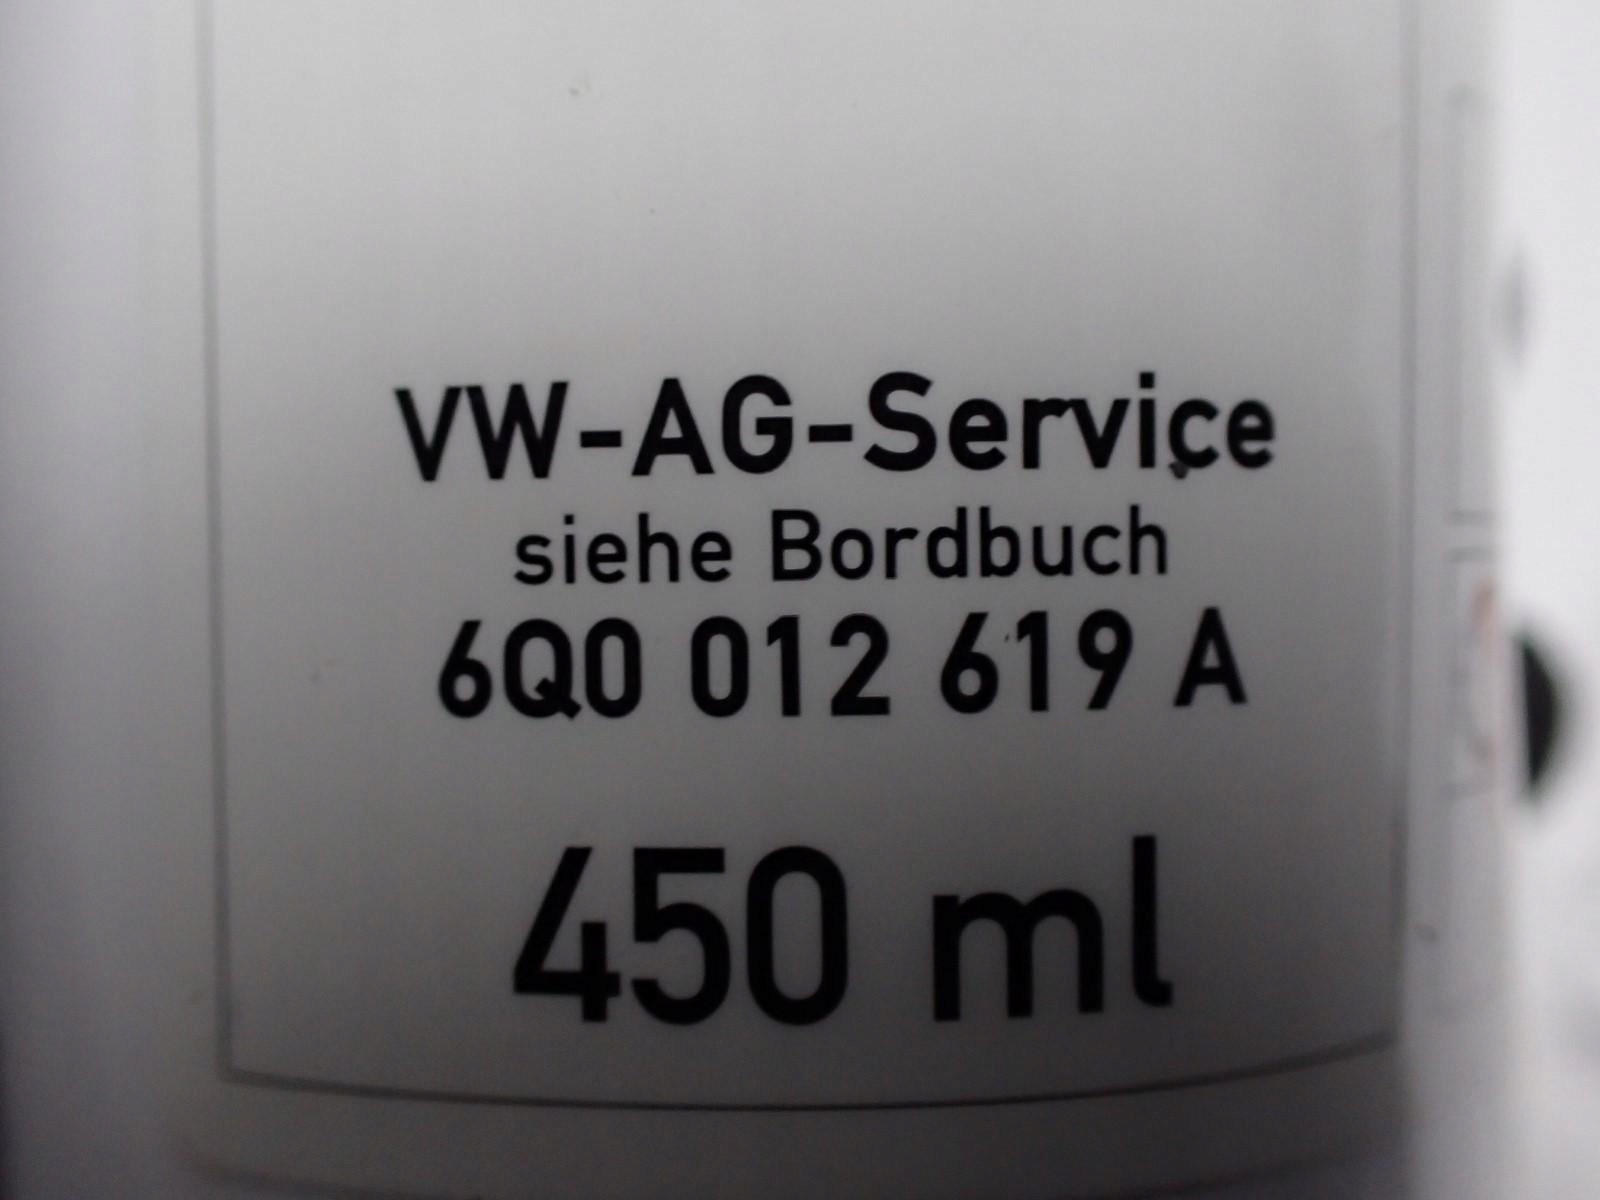 VW-AG-Service
siehe Bordbuch
6Q0 012 619 A
450 ml